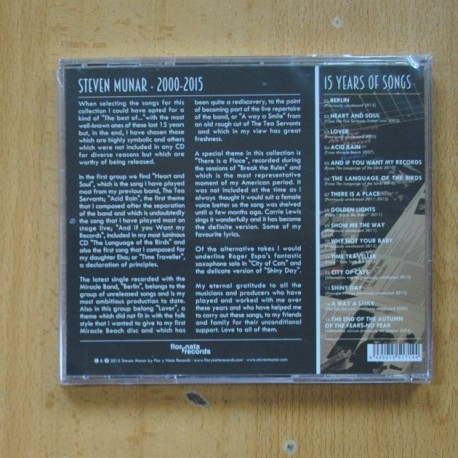 STEVEN MUNAR · 2000-2015
When selecting the songs for this
collection I could have opted for a
kind of "The best of..."with the most
well-known ones of these last 15 years
but, in the end, I have chosen those
which are highly symbolic and others
which were not included in any CD
for diverse reasons but which are
worthy of being released.
In the first group we find "Heart and
Soul", which is the song I have played
most from my previous band, The Tea
Servants; "Acid Rain", the first theme
that I composed after the separation
of the band and which is undoubtedly
the song that I have played most on
stage live; "And if you Want my
Records", included in my most luminous
CD "The Language of the Birds" and
also the first song that I composed for
my daughter Elsa; or "Time Traveller",
a declaration of principles.
The latest single recorded with the
Miracle Band, "Berlin", belongs to the
group of unreleased songs and is my
most ambitious production to date.
Also in this group belong "Lover", a
theme which did not fit in with the folk
style that I wanted to give to my first
Miracle Beach disc and which has
been quite a rediscovery, to the point
of becoming part of the live repertoire
of the band, or "A way a Smile" from
an old rough cut of The Tea Servants
and which in my view has great
freshness.
A special theme in this collection is
"There is a Place", recorded during
the sessions of "Break the Rules" and
which is the most representative
moment of my American period. It
was not included at the time as I
always thought it would suit a female
voice better so the song was shelved
until a few months ago. Carrie Lewis
sings it wonderfully and it has become
the definite version. Some of my
favourite lyrics.
Of the alternative takes I would
underline Roger Espa's fantastic
saxophone solo in "City of Cats" and
the delicate version of "Shiny Day".
My eternal gratitude to all the
musicians and producers who have
played and worked with me over
these years and who have helped me
to carry out these songs, to my friends
and family for their unconditional
support. Love to all of them.
flor y nata
records
2015 Steven Munar by Flor y Nata Records · www.florynatarecords.com · www.stevenmunar.com
15 YEARS OF SONGS
BERLIN
HEART AND SOUL
LOVER
ACID RAIN
AND IF YOU WANT MY RECORDS
THE LANGUAGE OF THE BIRDS
THERE IS A PLACE
GOLDEN LIGHTS
SHOW ME THE WAY
WHY NOT YOUR BABY
TIME TRAVELLER
CITY OF CATS
SHINY DAY
A WAY A SMILE
THE END OF THE AUTUMN
OF THE FEARS-NO FEAR